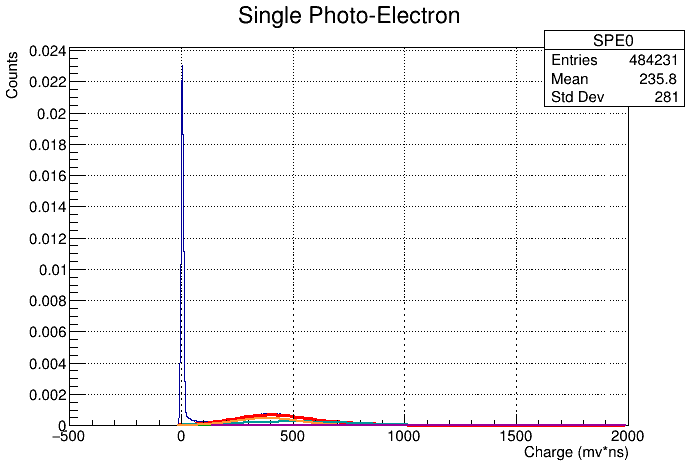 Single Photo-Electron
SPE0
Entries 484231
Mean 235.8
Std Dev 281
Counts
0.024
0.022
0.02
0.018
0.016
0.014
0.012
0.01
0.008
0.006
0.004
0.002
0
−500 0 500 1000 1500 2000
Charge (mv*ns)